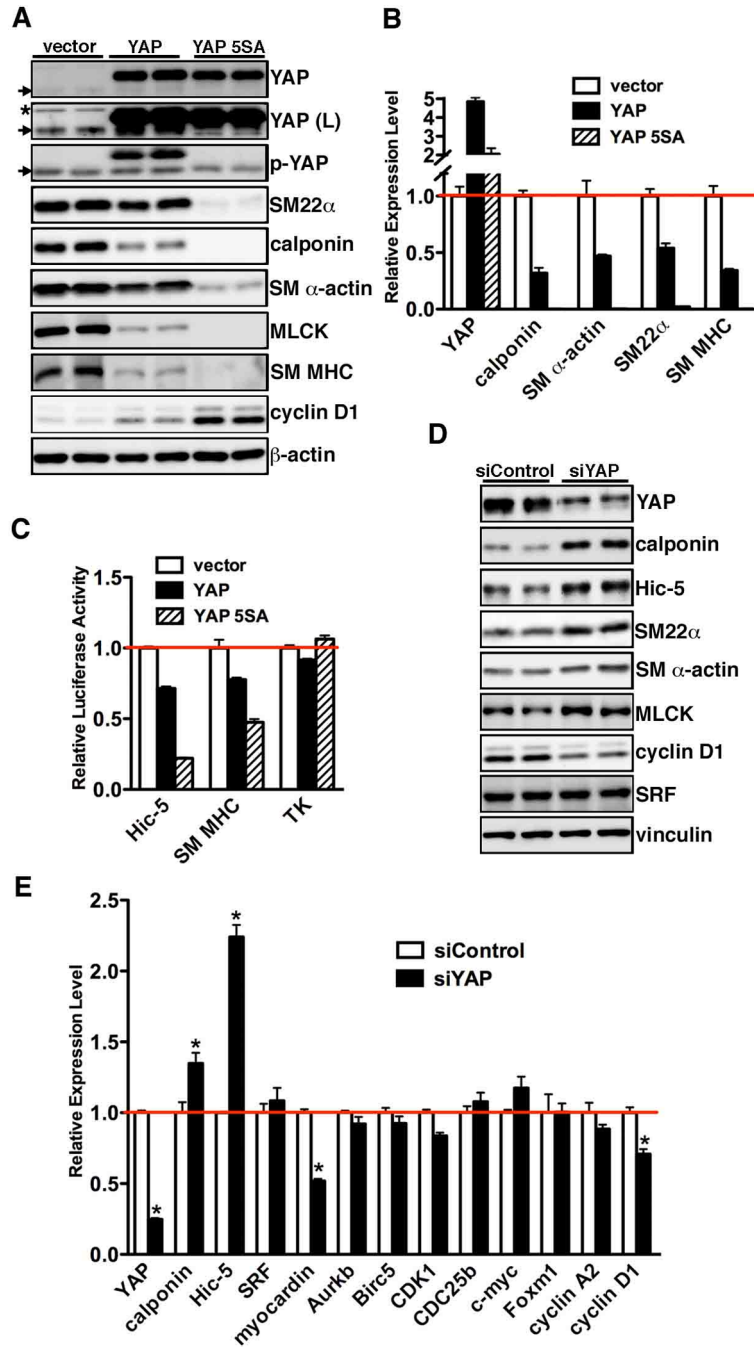 A
vector YAP YAP 5SA
YAP
*
YAP (L)
p-YAP
SM22α
calponin
SM α-actin
MLCK
SM MHC
cyclin D1
β-actin
B
vector
YAP
YAP 5SA
Relative Expression Level
5
4
3
2
1.0
0.5
0.0
YAP
calponin
SM α-actin
SM22α
SM MHC
C
vector
YAP
YAP 5SA
Relative Luciferase Activity
1.5
1.0
0.5
0.0
Hic-5
SM MHC
TK
D
siControl siYAP
YAP
calponin
Hic-5
SM22α
SM α-actin
MLCK
cyclin D1
SRF
vinculin
E
siControl
siYAP
Relative Expression Level
2.5
2.0
1.5
1.0
0.5
0.0
* * * * *
YAP
calponin
Hic-5
SRF
myocardin
Aurkb
Birc5
CDK1
CDC25b
c-myc
Foxm1
cyclin A2
cyclin D1